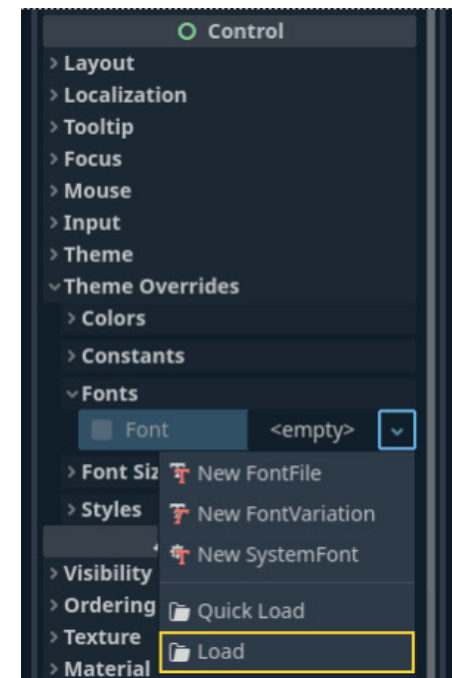 Control
Layout
Localization
Tooltip
Focus
Mouse
Input
Theme
Theme Overrides
Colors
Constants
Fonts
Font <empty>
Font Siz
New FontFile
Styles
New FontVariation
New SystemFont
Visibility
Ordering
Quick Load
Texture
Load
Material